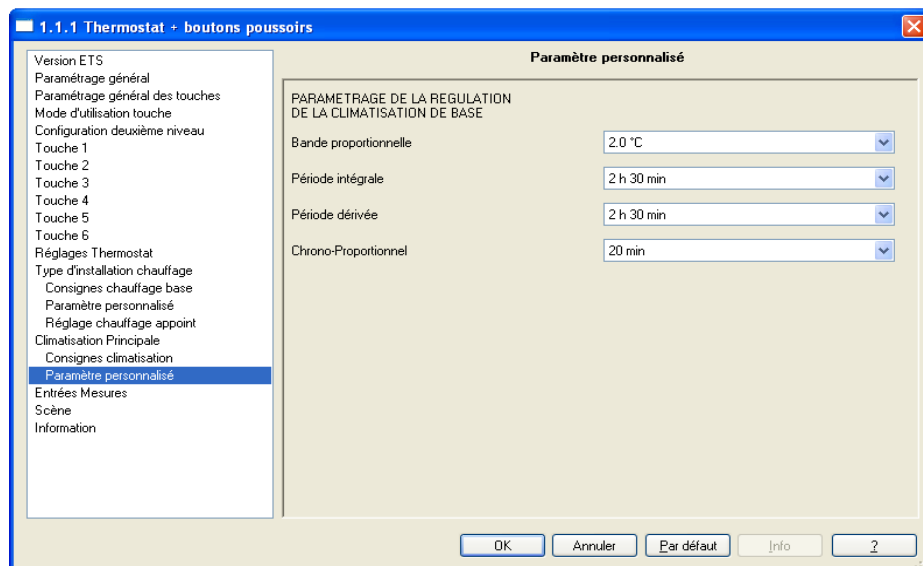 1.1.1 Thermostat + boutons poussoirs
Version ETS
Paramétrage général
Paramétrage général des touches
Mode d'utilisation touche
Configuration deuxième niveau
Touche 1
Touche 2
Touche 3
Touche 4
Touche 5
Touche 6
Réglages Thermostat
Type d'installation chauffage
Consignes chauffage base
Paramètre personnalisé
Réglage chauffage appoint
Climatisation Principale
Consignes climatisation
Paramètre personnalisé
Entrées Mesures
Scène
Information
Paramètre personnalisé
PARAMETRAGE DE LA REGULATION
DE LA CLIMATISATION DE BASE
Bande proportionnelle 2.0 °C
Période intégrale 2 h 30 min
Période dérivée 2 h 30 min
Chrono-Proportionnel 20 min
OK Annuler Par défaut Info ?